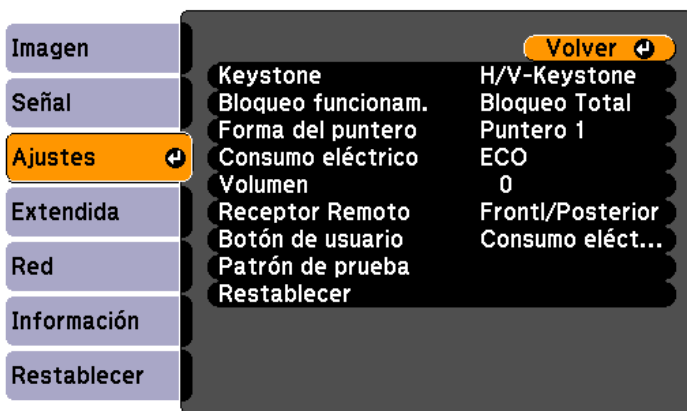 Imagen
Señal
Ajustes
Extendida
Red
Información
Restablecer
Volver
Keystone H/V-Keystone
Bloqueo funcionam. Bloqueo Total
Forma del puntero Puntero 1
Consumo eléctrico ECO
Volumen 0
Receptor Remoto Frontl/Posterior
Botón de usuario Consumo eléct...
Patrón de prueba
Restablecer